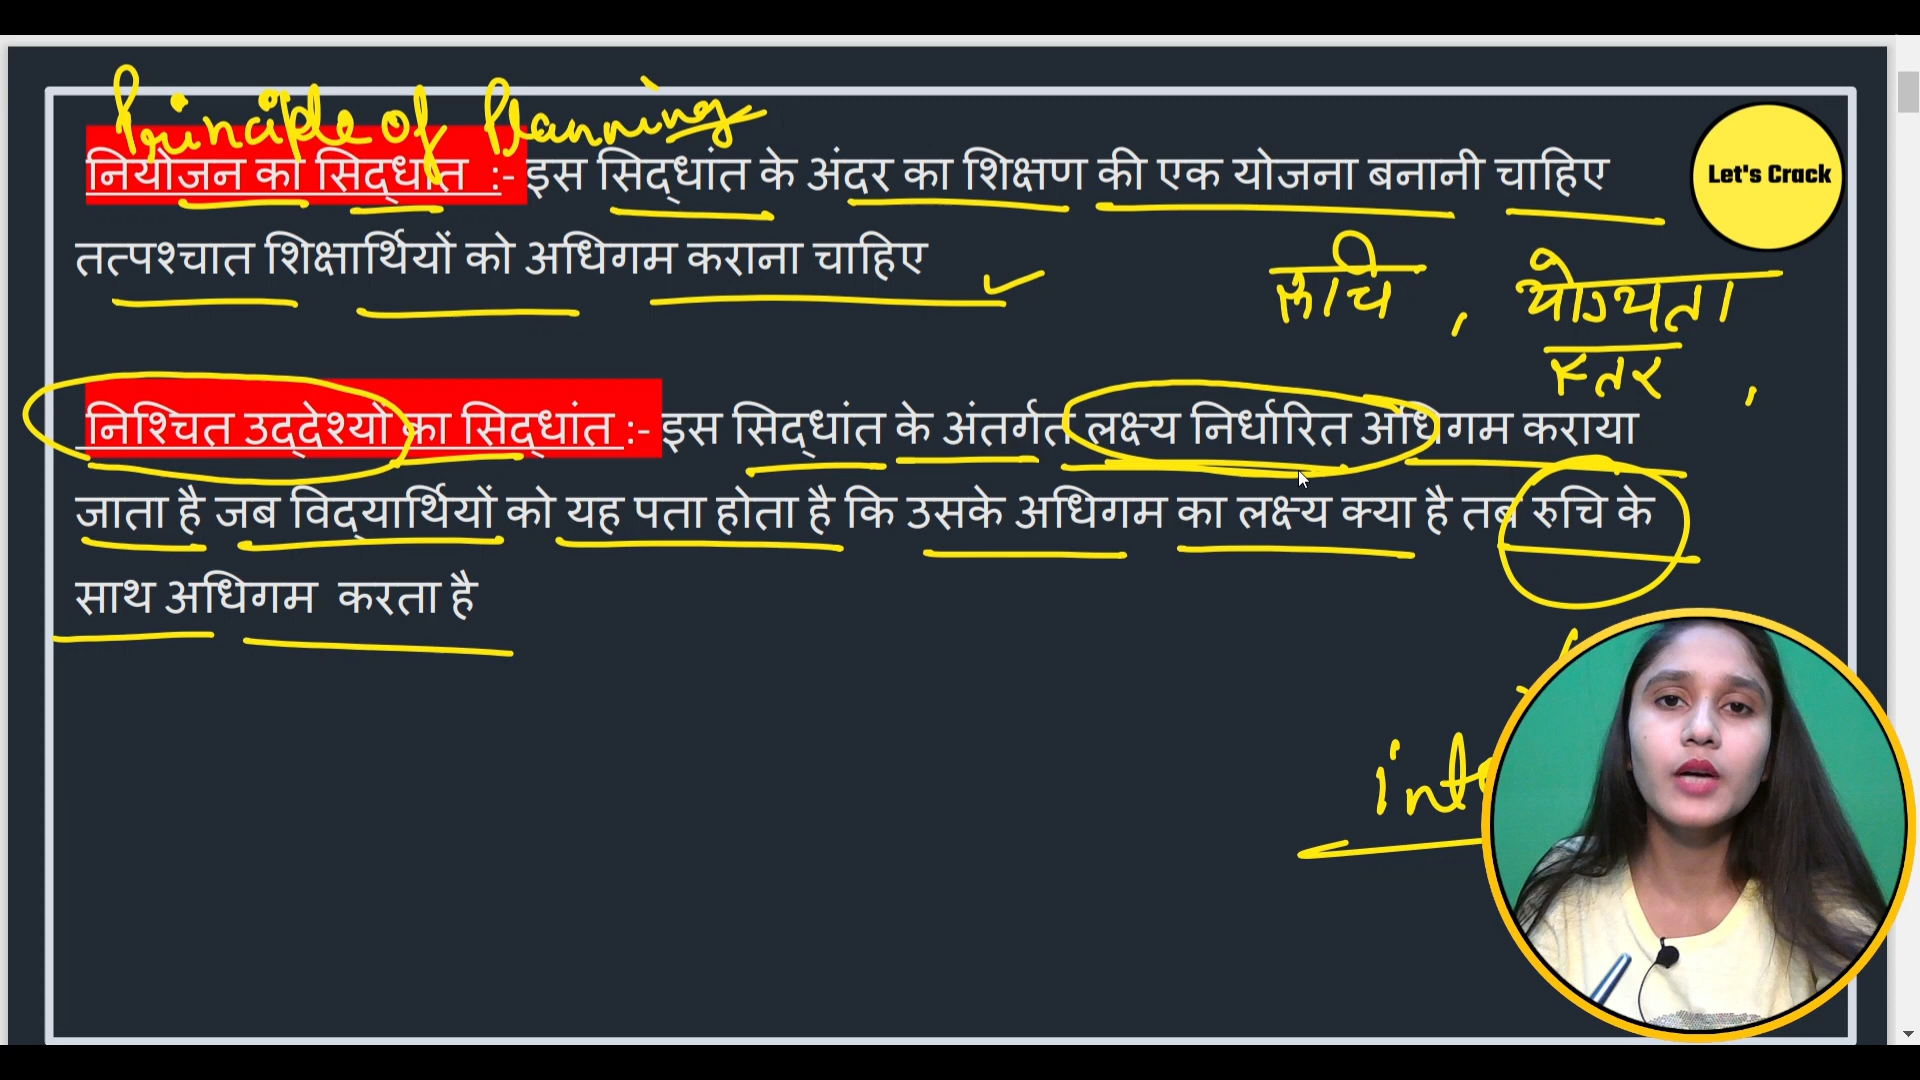 Principle of Planning
नियोजन का सिद्धांत :- इस सिद्धांत के अंदर का शिक्षण की एक योजना बनानी चाहिए
Let's Crack
तत्पश्चात शिक्षार्थियों को अधिगम कराना चाहिए
रुचि , योग्यता
स्तर ,
निश्चित उद्देश्यों का सिद्धांत :- इस सिद्धांत के अंतर्गत लक्ष्य निर्धारित अधिगम कराया
जाता है जब विद्यार्थियों को यह पता होता है कि उसके अधिगम का लक्ष्य क्या है तब रुचि के
साथ अधिगम करता है